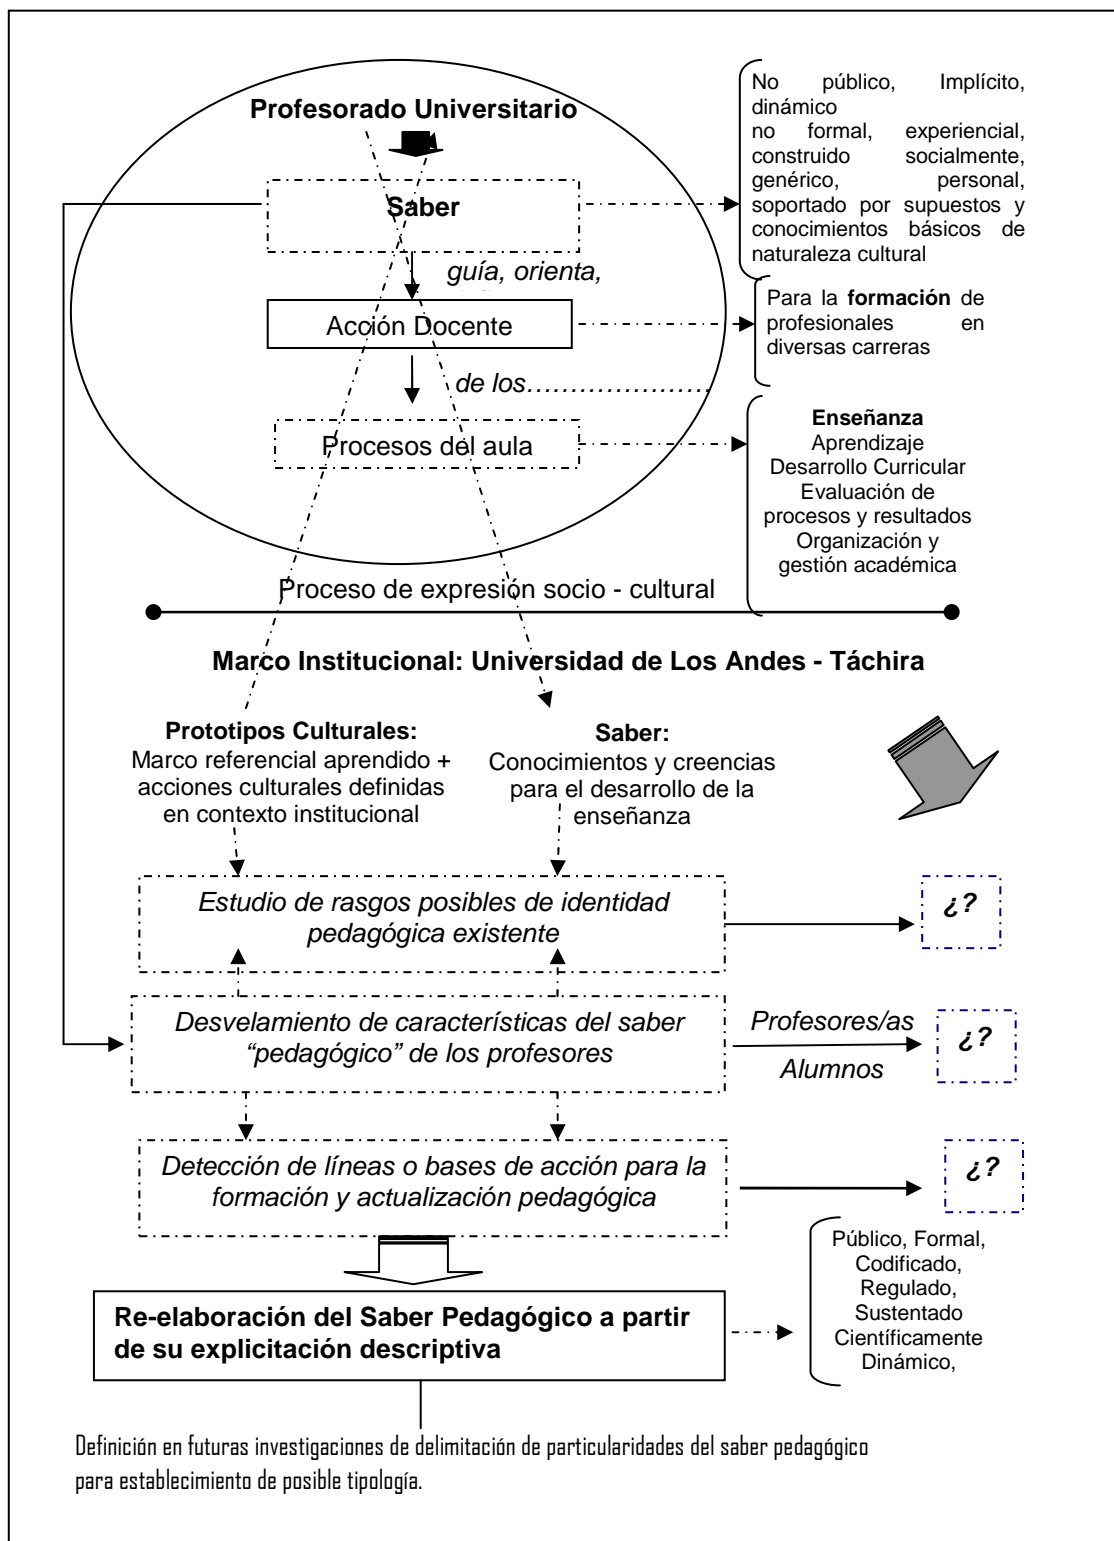 Profesorado Universitario
Saber
guía, orienta,
Acción Docente
de los......................
Procesos del aula
No público, Implícito,
dinámico
no formal, experiencial,
construido socialmente,
genérico, personal,
soportado por supuestos y
conocimientos básicos de
naturaleza cultural
Para la formación de
profesionales en
diversas carreras
Enseñanza
Aprendizaje
Desarrollo Curricular
Evaluación de
procesos y resultados
Organización y
gestión académica
Proceso de expresión socio - cultural
Marco Institucional: Universidad de Los Andes - Táchira
Prototipos Culturales:
Marco referencial aprendido +
acciones culturales definidas
en contexto institucional
Saber:
Conocimientos y creencias
para el desarrollo de la
enseñanza
Estudio de rasgos posibles de identidad
pedagógica existente
¿?
Desvelamiento de características del saber
“pedagógico” de los profesores
Profesores/as
Alumnos
¿?
Detección de líneas o bases de acción para la
formación y actualización pedagógica
¿?
Re-elaboración del Saber Pedagógico a partir
de su explicitación descriptiva
Público, Formal,
Codificado,
Regulado,
Sustentado
Científicamente
Dinámico,
Definición en futuras investigaciones de delimitación de particularidades del saber pedagógico
para establecimiento de posible tipología.